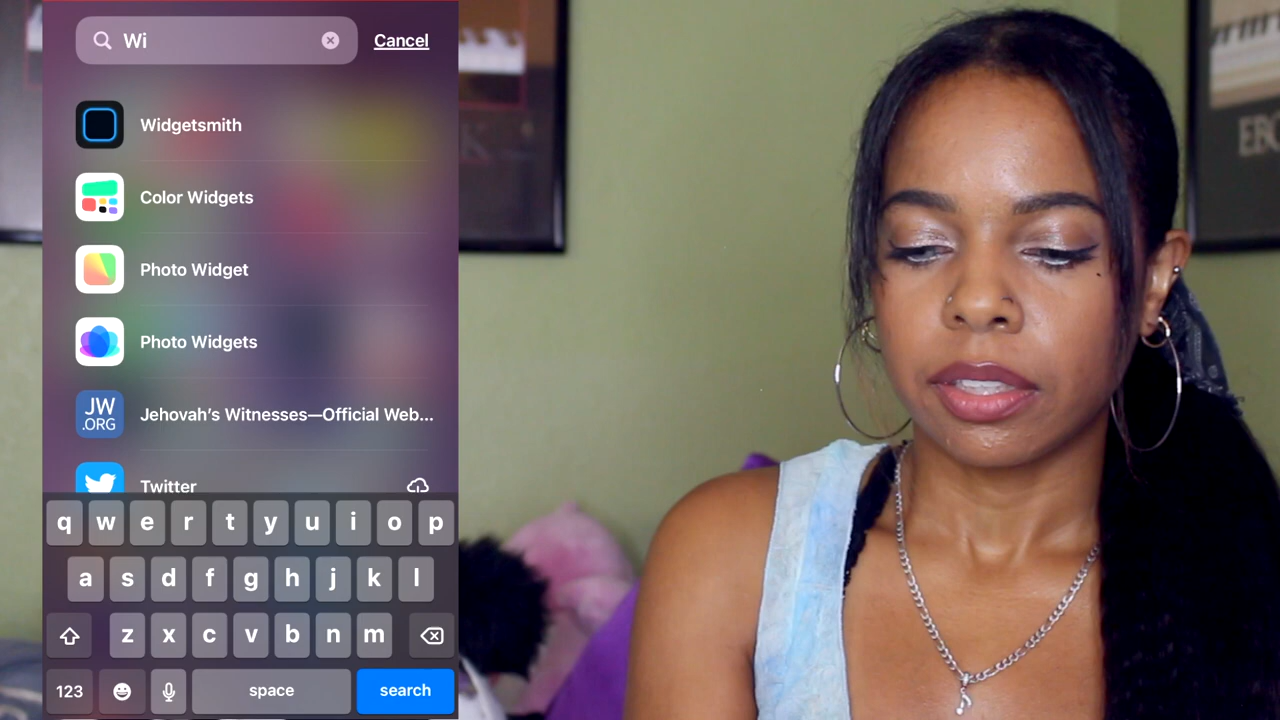 Wi
Cancel
Widgetsmith
Color Widgets
Photo Widget
Photo Widgets
JW
.ORG
Jehovah's Witnesses—Official Web...
Twitter
q w e r t y u i o p
a s d f g h j k l
z x c v b n m
123
space
search